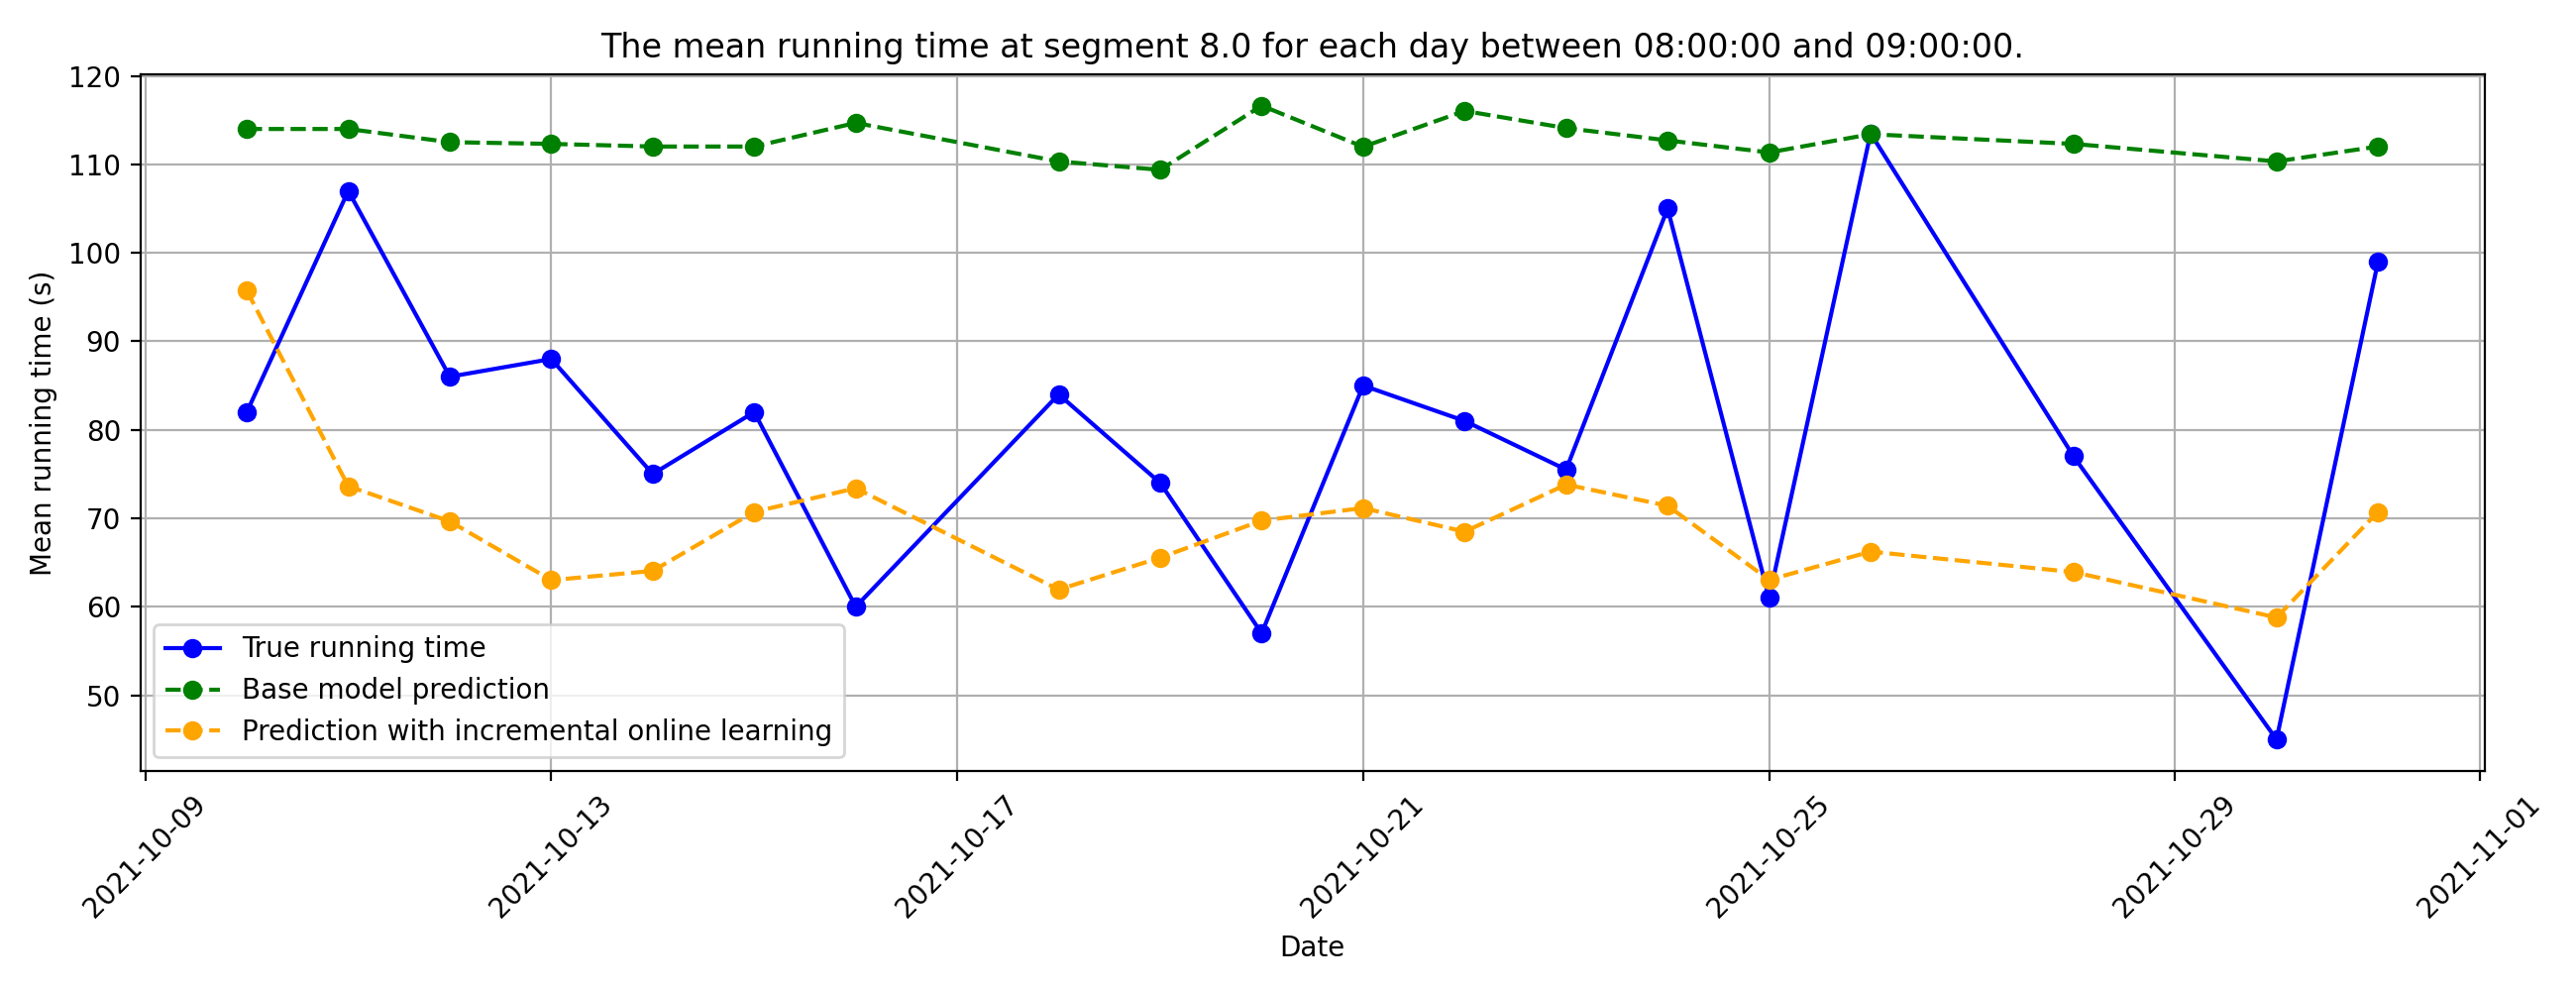 The mean running time at segment 8.0 for each day between 08:00:00 and 09:00:00.
Mean running time (s)
120
110
100
90
80
70
60
50
True running time
Base model prediction
Prediction with incremental online learning
2021-10-09
2021-10-13
2021-10-17
2021-10-21
2021-10-25
2021-10-29
2021-11-01
Date